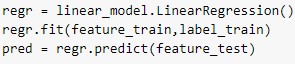 regr = linear_model.LinearRegression()
regr.fit(feature_train,label_train)
pred = regr.predict(feature_test)